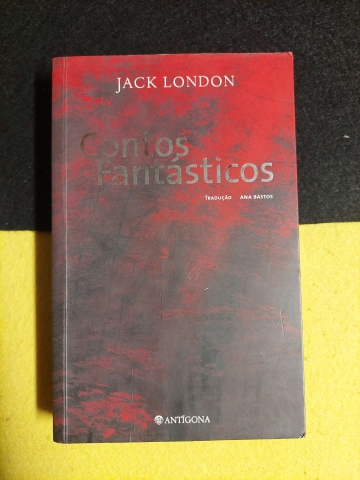 JACK LONDON
Contos
Fantásticos
TRADUÇÃO ANA BASTOS
ANTÍGONA